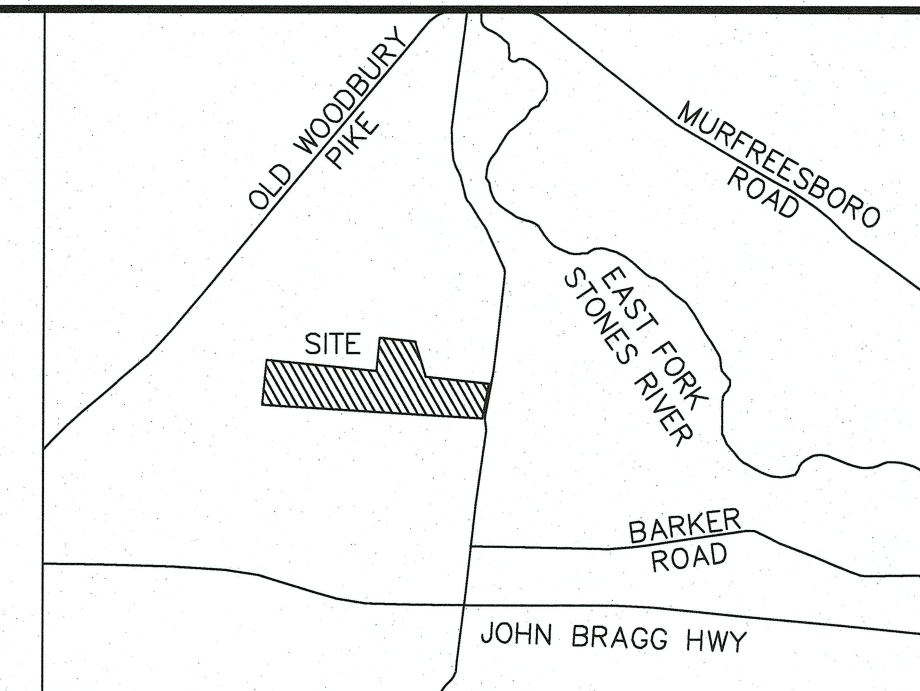 OLD WOODBURY
PIKE
MURFREESBORO
ROAD
EAST FORK
STONES RIVER
SITE
BARKER
ROAD
JOHN BRAGG HWY